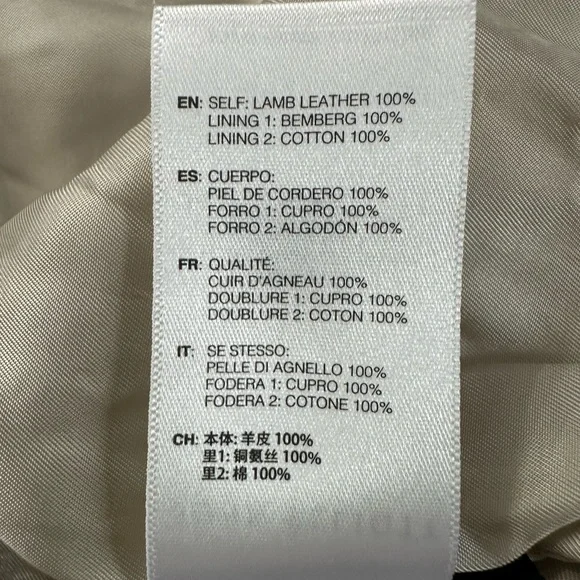 EN: SELF: LAMB LEATHER 100%
LINING 1: BEMBERG 100%
LINING 2: COTTON 100%
ES: CUERPO:
PIEL DE CORDERO 100%
FORRO 1: CUPRO 100%
FORRO 2: ALGODÓN 100%
FR: QUALITÉ:
CUIR D'AGNEAU 100%
DOUBLURE 1: CUPRO 100%
DOUBLURE 2: COTON 100%
IT: SE STESSO:
PELLE DI AGNELLO 100%
FODERA 1: CUPRO 100%
FODERA 2: COTONE 100%
CH: 本体: 羊皮 100%
里1: 铜氨丝 100%
里2: 棉 100%